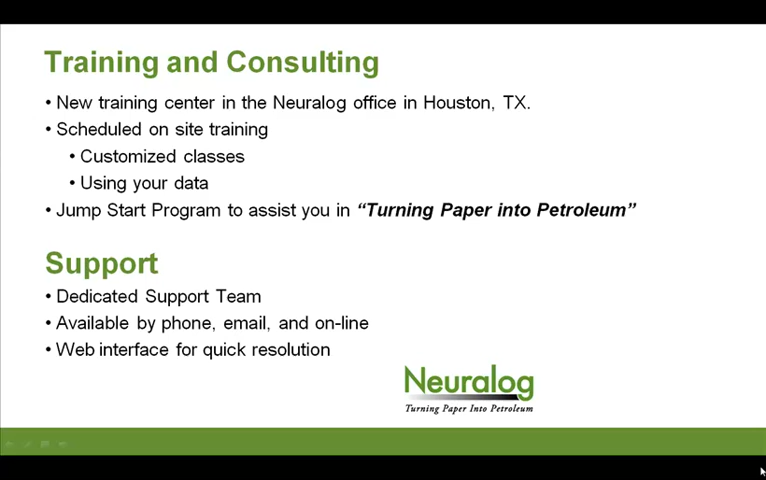 Training and Consulting
• New training center in the Neuralog office in Houston, TX.
• Scheduled on site training
• Customized classes
• Using your data
• Jump Start Program to assist you in “Turning Paper into Petroleum”
Support
• Dedicated Support Team
• Available by phone, email, and on-line
• Web interface for quick resolution
Neuralog
Turning Paper Into Petroleum